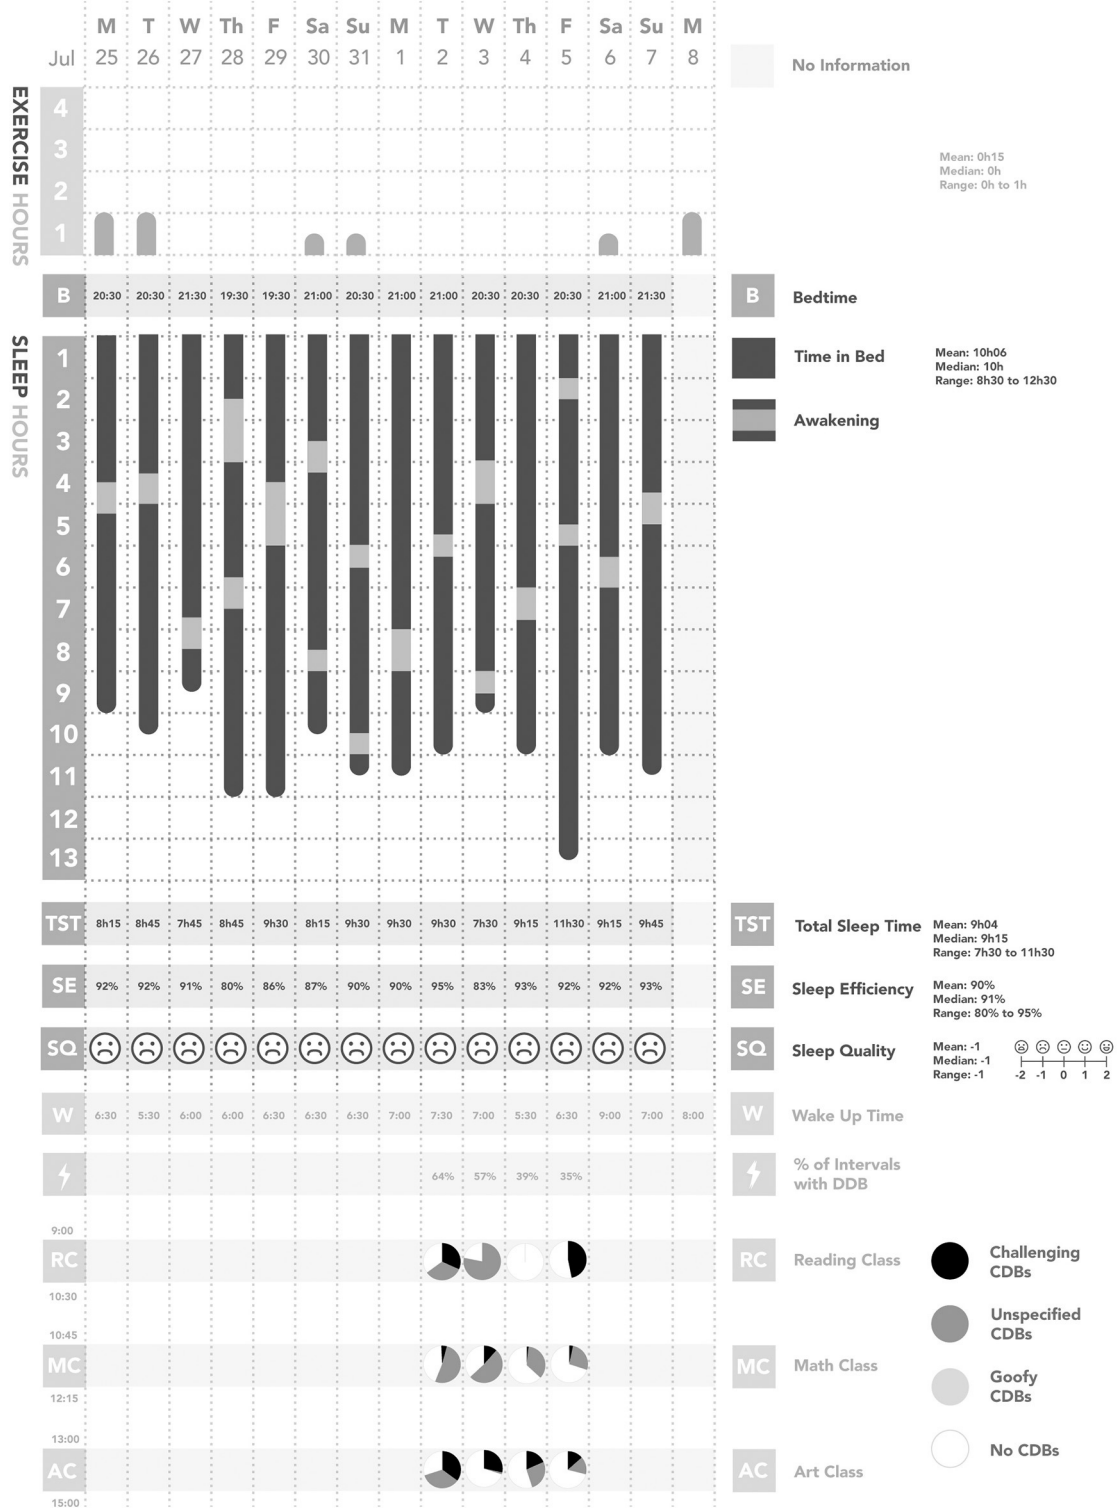 M T W Th F Sa Su M T W Th F Sa Su M
Jul 25 26 27 28 29 30 31 1 2 3 4 5 6 7 8
No Information
EXERCISE HOURS
4
3
2
1
Mean: 0h15
Median: 0h
Range: 0h to 1h
B 20:30 20:30 21:30 19:30 19:30 21:00 20:30 21:00 21:00 20:30 20:30 20:30 21:00 21:30
B Bedtime
SLEEP HOURS
1
2
3
4
5
6
7
8
9
10
11
12
13
Time in Bed
Mean: 10h06
Median: 10h
Range: 8h30 to 12h30
Awakening
TST 8h15 8h45 7h45 8h45 9h30 8h15 9h30 9h30 9h30 7h30 9h15 11h30 9h15 9h45
TST Total Sleep Time
Mean: 9h04
Median: 9h15
Range: 7h30 to 11h30
SE 92% 92% 91% 80% 86% 87% 90% 90% 95% 83% 93% 92% 92% 93%
SE Sleep Efficiency
Mean: 90%
Median: 91%
Range: 80% to 95%
SQ
SQ Sleep Quality
Mean: -1
Median: -1
Range: -1
-2 -1 0 1 2
W 6:30 5:30 6:00 6:00 6:30 6:30 6:30 7:00 7:30 7:00 5:30 6:30 9:00 7:00 8:00
W Wake Up Time
64% 57% 39% 35%
% of Intervals
with DDB
9:00
RC
10:30
RC Reading Class
10:45
MC
12:15
MC Math Class
13:00
AC
15:00
AC Art Class
Challenging
CDBs
Unspecified
CDBs
Goofy
CDBs
No CDBs